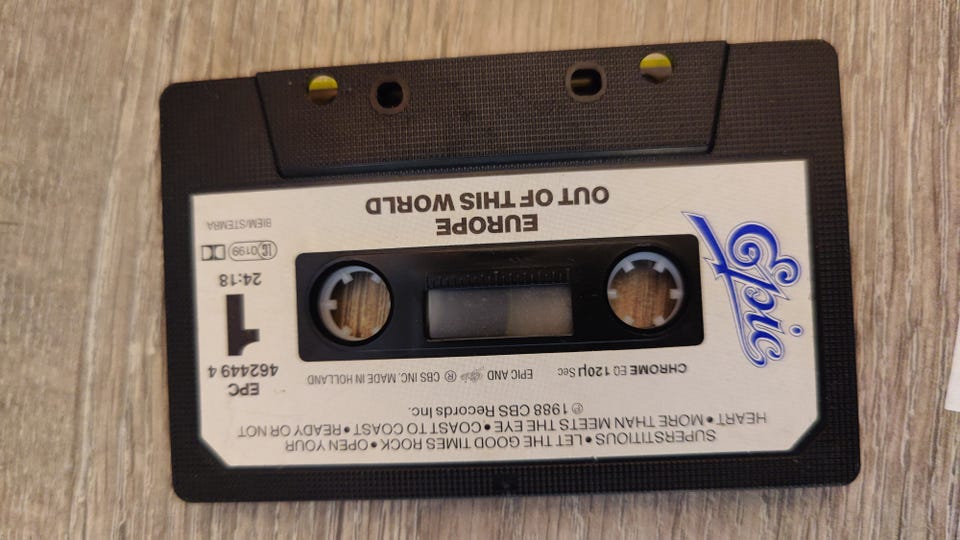 SUPERSTITIOUS • LET THE GOOD TIMES ROCK • OPEN YOUR
HEART • MORE THAN MEETS THE EYE • COAST TO COAST • READY OR NOT
℗ 1988 CBS Records Inc.
EPC
462449 4
CHROME EQ 120µ Sec EPIC AND ® CBS INC. MADE IN HOLLAND
Epic
1
24:18
LC 0199
EUROPE
OUT OF THIS WORLD
BIEM/STEMRA